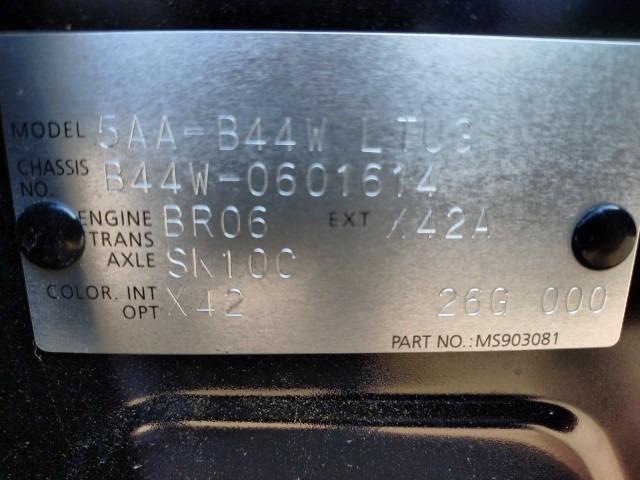 MODEL 5AA-B44W LTUG
CHASSIS NO. B44W-0601614
ENGINE BR06 EXT X42A
TRANS AXLE SK10C
COLOR. INT X42 26G 000
OPT
PART NO.:MS903081